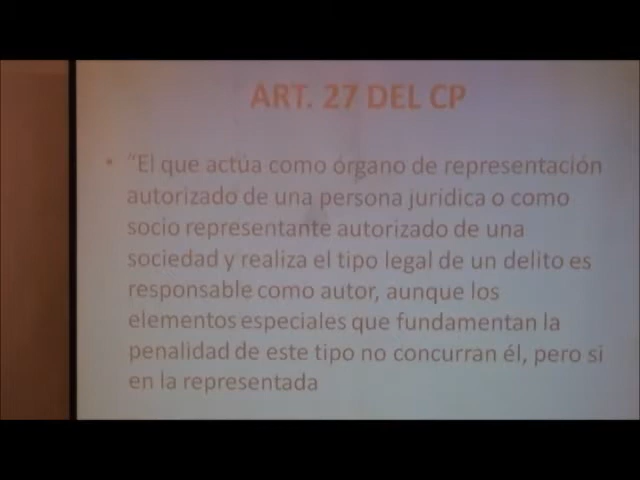 ART. 27 DEL CP
• "El que actúa como órgano de representación
autorizado de una persona jurídica o como
socio representante autorizado de una
sociedad y realiza el tipo legal de un delito es
responsable como autor, aunque los
elementos especiales que fundamentan la
penalidad de este tipo no concurran él, pero si
en la representada